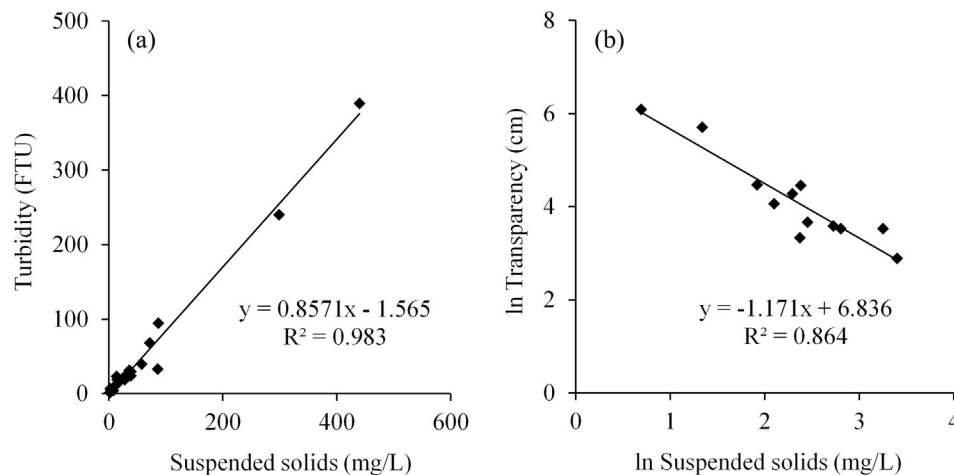 (a)
Turbidity (FTU)
500
400
300
200
100
0
y = 0.8571x - 1.565
R² = 0.983
0 200 400 600
Suspended solids (mg/L)
(b)
ln Transparency (cm)
8
6
4
2
0
y = -1.171x + 6.836
R² = 0.864
0 1 2 3 4
ln Suspended solids (mg/L)